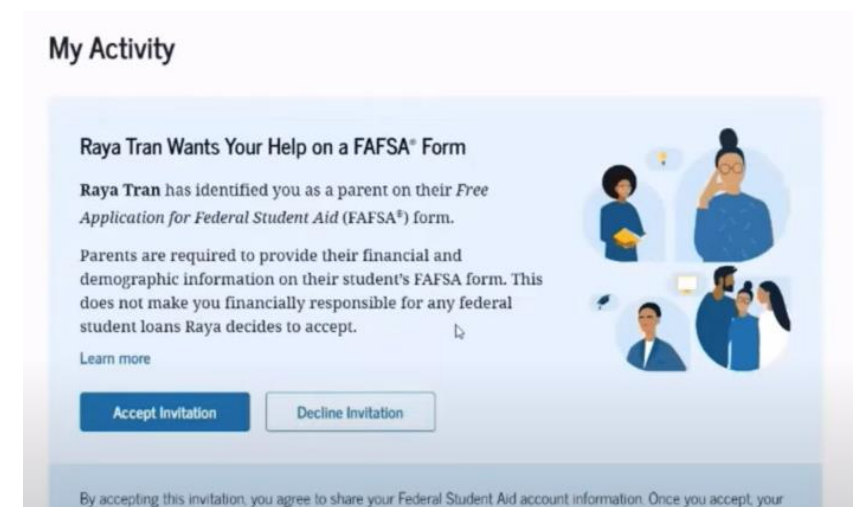 My Activity
Raya Tran Wants Your Help on a FAFSA® Form
Raya Tran has identified you as a parent on their Free
Application for Federal Student Aid (FAFSA®) form.
Parents are required to provide their financial and
demographic information on their student's FAFSA form. This
does not make you financially responsible for any federal
student loans Raya decides to accept.
Learn more
Accept Invitation
Decline Invitation
By accepting this invitation, you agree to share your Federal Student Aid account information. Once you accept, your